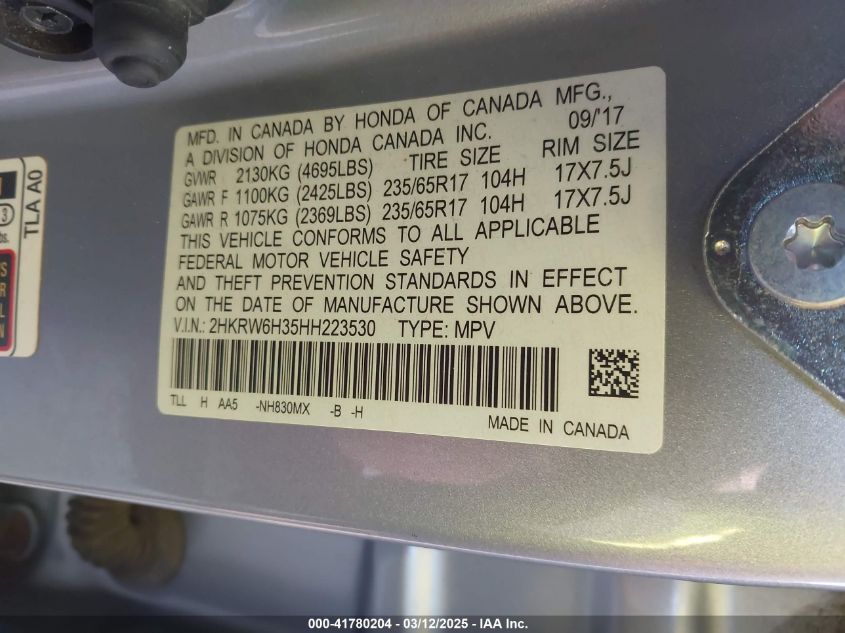 MFD. IN CANADA BY HONDA OF CANADA MFG.,
A DIVISION OF HONDA CANADA INC. 09/'17
GVWR 2130KG (4695LBS) TIRE SIZE RIM SIZE
GAWR F 1100KG (2425LBS) 235/65R17 104H 17X7.5J
GAWR R 1075KG (2369LBS) 235/65R17 104H 17X7.5J
THIS VEHICLE CONFORMS TO ALL APPLICABLE
FEDERAL MOTOR VEHICLE SAFETY
AND THEFT PREVENTION STANDARDS IN EFFECT
ON THE DATE OF MANUFACTURE SHOWN ABOVE.
V.I.N.: 2HKRW6H35HH223530 TYPE: MPV
TLL H AA5 -NH830MX -B -H
MADE IN CANADA
TLA A0
3
000-41780204 - 03/12/2025 - IAA Inc.